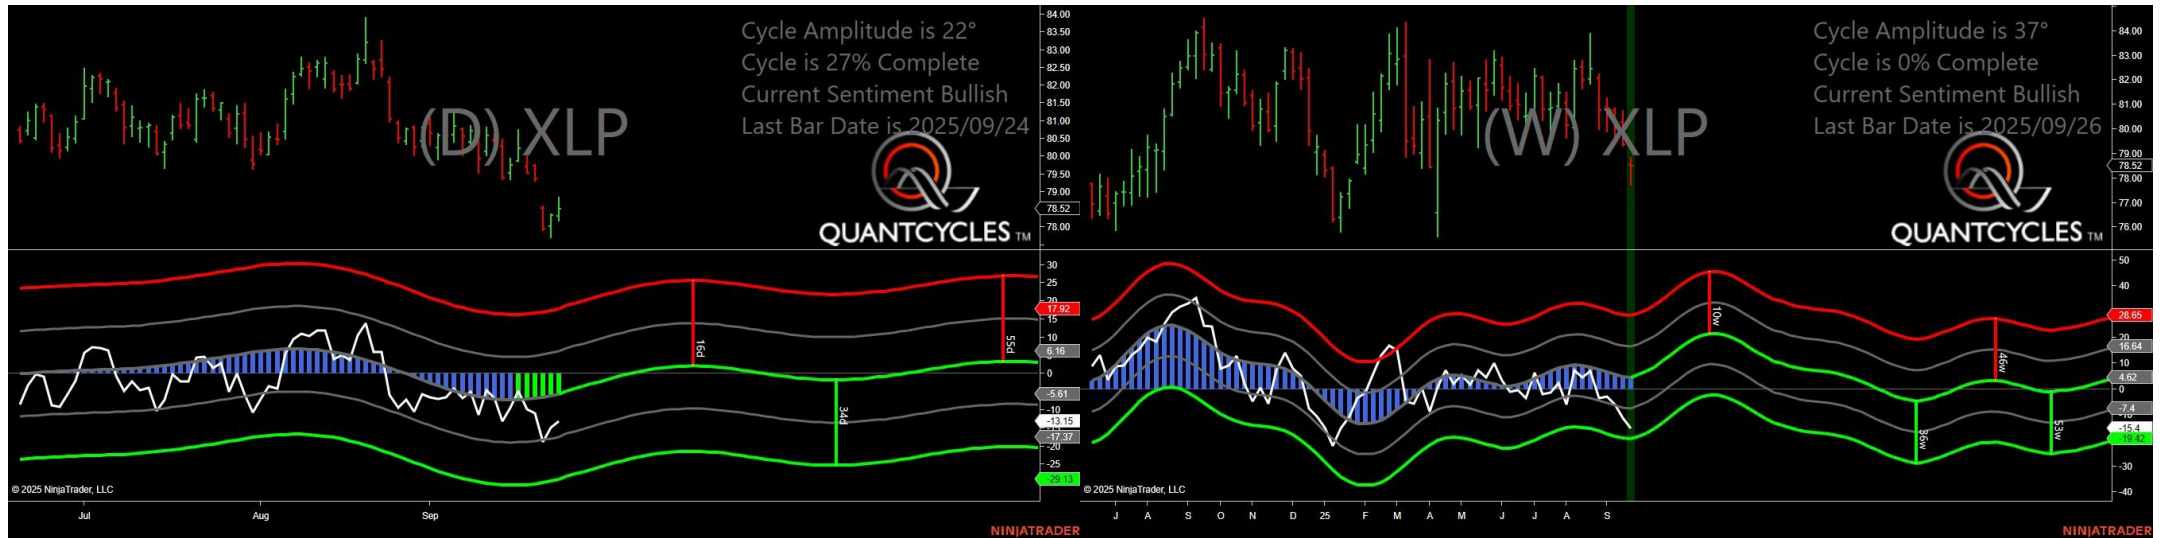 Cycle Amplitude is 22°
Cycle is 27% Complete
Current Sentiment Bullish
Last Bar Date is 2025/09/24
(D) XLP
QUANTCYCLES TM
84.00
83.50
83.00
82.50
82.00
81.50
81.00
80.50
80.00
79.50
79.00
78.52
78.00
30
25
20
17.92
15
6.16
0
-5.61
-10
-13.15
-17.37
-20
-25
-29.13
16d
34d
55d
© 2025 NinjaTrader, LLC
Jul Aug Sep
NINJATRADER
Cycle Amplitude is 37°
Cycle is 0% Complete
Current Sentiment Bullish
Last Bar Date is 2025/09/26
(W) XLP
QUANTCYCLES TM
84.00
83.00
82.00
81.00
80.00
79.00
78.52
78.00
77.00
76.00
50
40
28.65
20
16.64
10
4.62
0
-7.4
-15.4
-19.42
-30
-40
10w
36w
46w
53w
© 2025 NinjaTrader, LLC
J A S O N D 25 F M A M J J A S
NINJATRADER